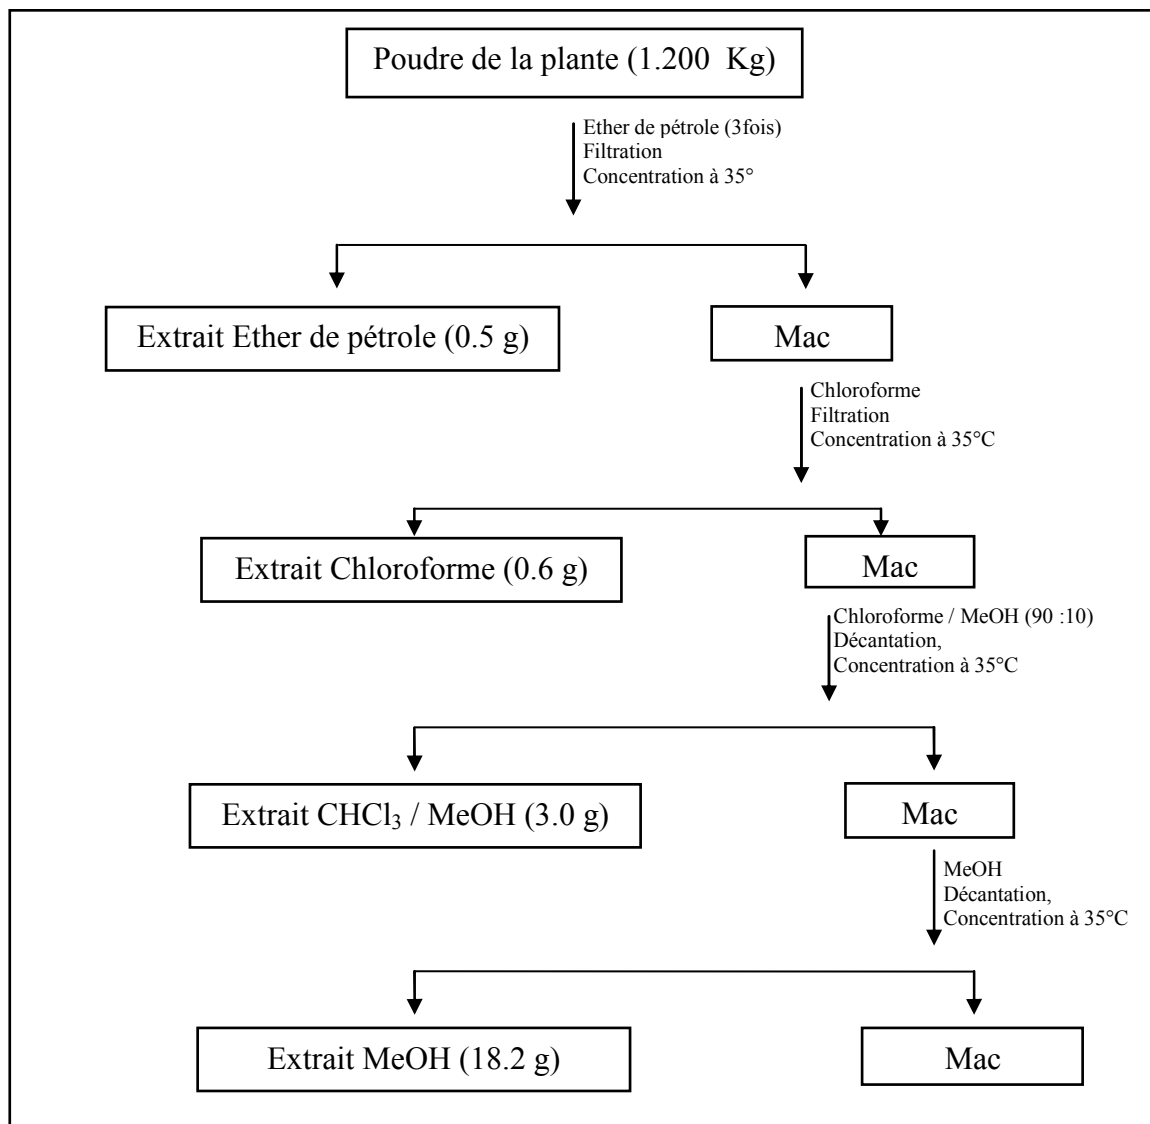 Poudre de la plante (1.200 Kg)
Ether de pétrole (3fois)
Filtration
Concentration à 35°
Extrait Ether de pétrole (0.5 g)
Mac
Chloroforme
Filtration
Concentration à 35°C
Extrait Chloroforme (0.6 g)
Mac
Chloroforme / MeOH (90 :10)
Décantation,
Concentration à 35°C
Extrait CHCl₃ / MeOH (3.0 g)
Mac
MeOH
Décantation,
Concentration à 35°C
Extrait MeOH (18.2 g)
Mac